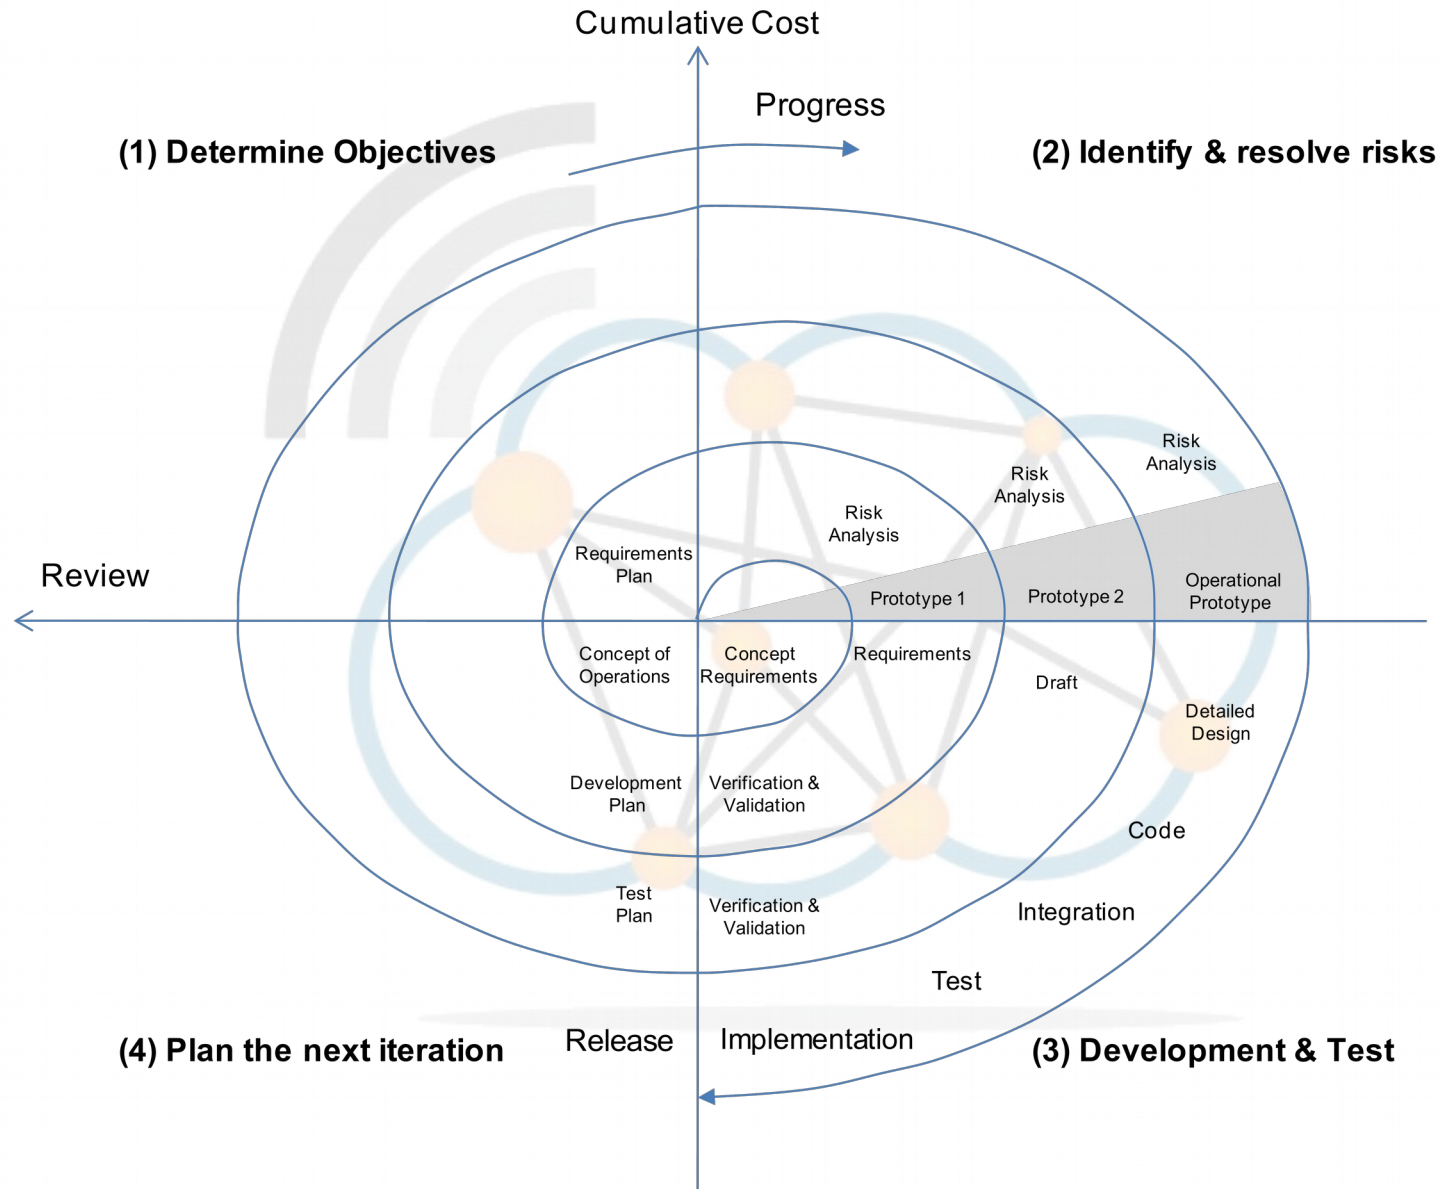 Cumulative Cost
Progress
(1) Determine Objectives
(2) Identify & resolve risks
Risk
Analysis
Risk
Analysis
Risk
Analysis
Requirements
Plan
Review
Prototype 1
Prototype 2
Operational
Prototype
Concept of
Operations
Concept
Requirements
Requirements
Draft
Detailed
Design
Development
Plan
Verification &
Validation
Code
Test
Plan
Verification &
Validation
Integration
Test
(4) Plan the next iteration
Release
Implementation
(3) Development & Test